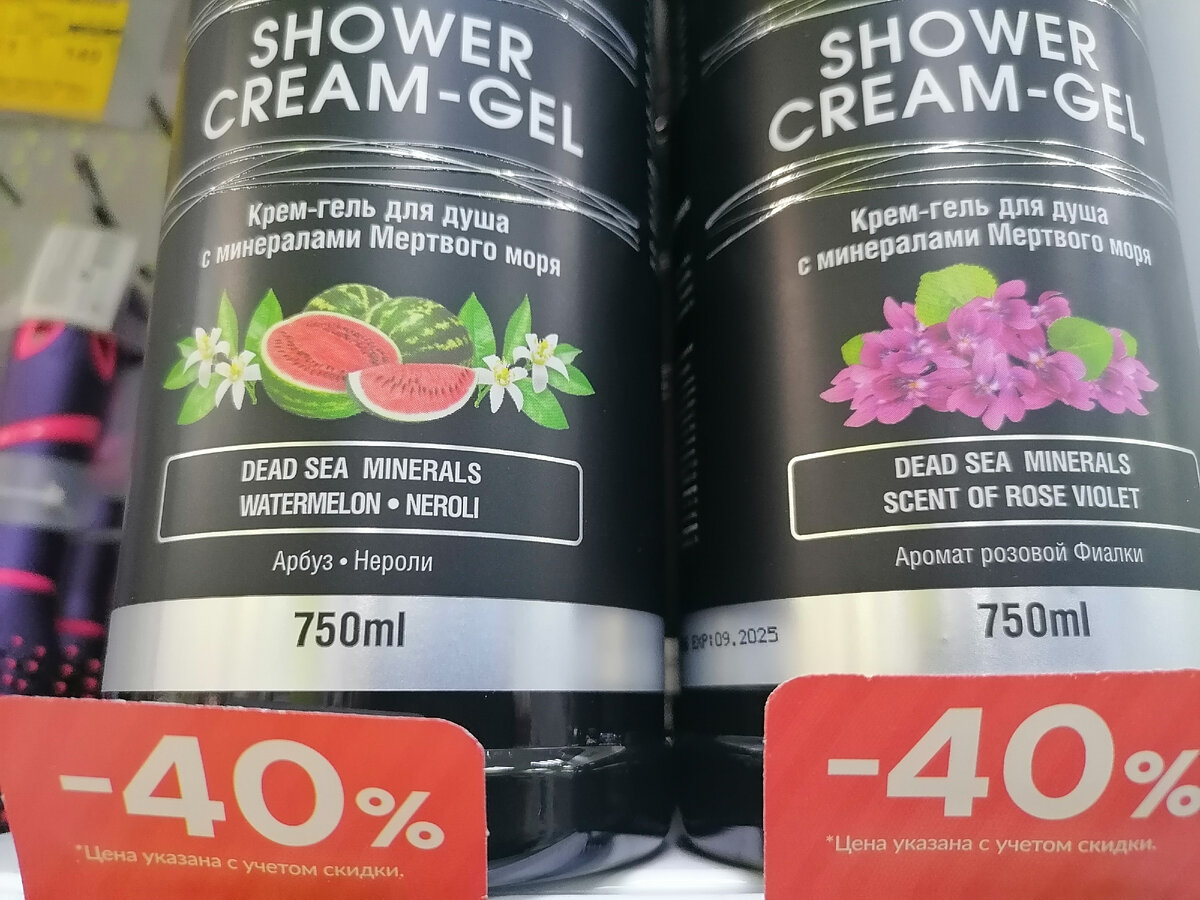 SHOWER
CREAM-GEL
Крем-гель для душа
с минералами Мертвого моря
DEAD SEA MINERALS
WATERMELON • NEROLI
Арбуз • Нероли
750ml
-40%
*Цена указана с учетом скидки.
SHOWER
CREAM-GEL
Крем-гель для душа
с минералами Мертвого моря
DEAD SEA MINERALS
SCENT OF ROSE VIOLET
Аромат розовой Фиалки
750ml
EXP:09.2025
-40%
*Цена указана с учетом скидки.